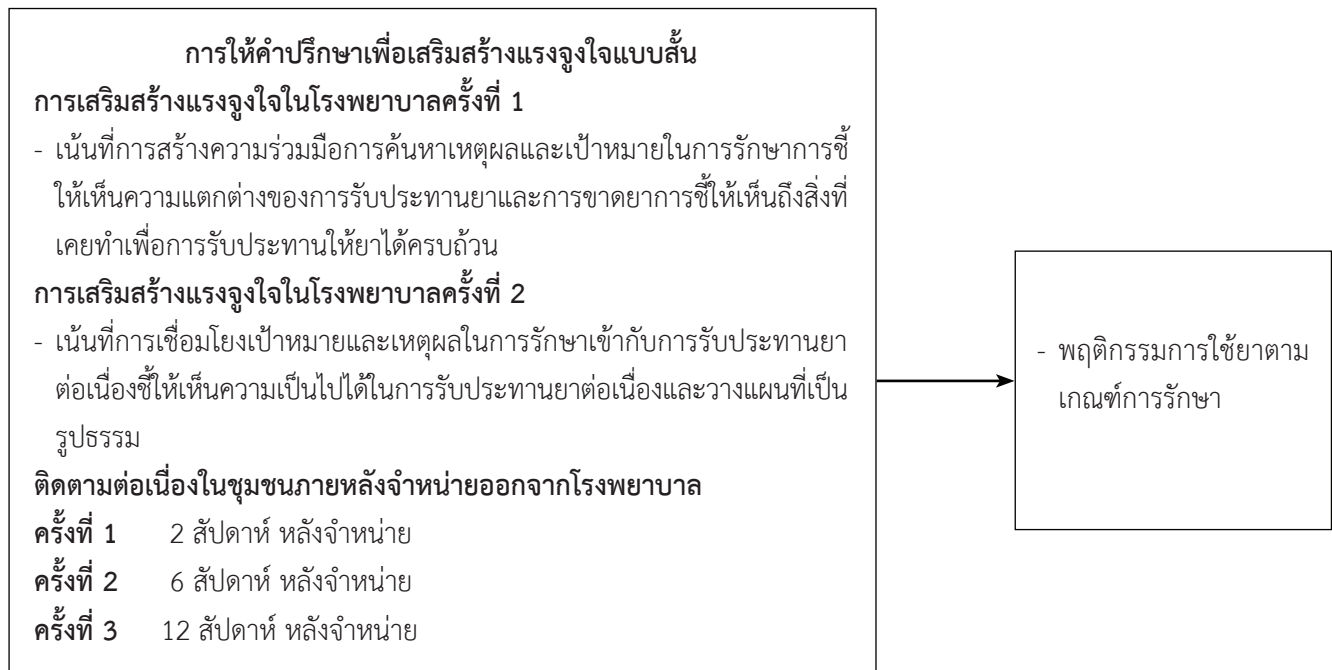 การให้คำปรึกษาเพื่อเสริมสร้างแรงจูงใจแบบสั้น
การเสริมสร้างแรงจูงใจในโรงพยาบาลครั้งที่ 1
- เน้นที่การสร้างความร่วมมือการค้นหาเหตุผลและเป้าหมายในการรักษาการชี้
ให้เห็นความแตกต่างของการรับประทานยาและการขาดยาการชี้ให้เห็นถึงสิ่งที่
เคยทำเพื่อการรับประทานให้ยาได้ครบถ้วน
การเสริมสร้างแรงจูงใจในโรงพยาบาลครั้งที่ 2
- เน้นที่การเชื่อมโยงเป้าหมายและเหตุผลในการรักษาเข้ากับการรับประทานยา
ต่อเนื่องชี้ให้เห็นความเป็นไปได้ในการรับประทานยาต่อเนื่องและวางแผนที่เป็น
รูปธรรม
ติดตามต่อเนื่องในชุมชนภายหลังจำหน่ายออกจากโรงพยาบาล
ครั้งที่ 1 2 สัปดาห์ หลังจำหน่าย
ครั้งที่ 2 6 สัปดาห์ หลังจำหน่าย
ครั้งที่ 3 12 สัปดาห์ หลังจำหน่าย
- พฤติกรรมการใช้ยาตาม
เกณฑ์การรักษา